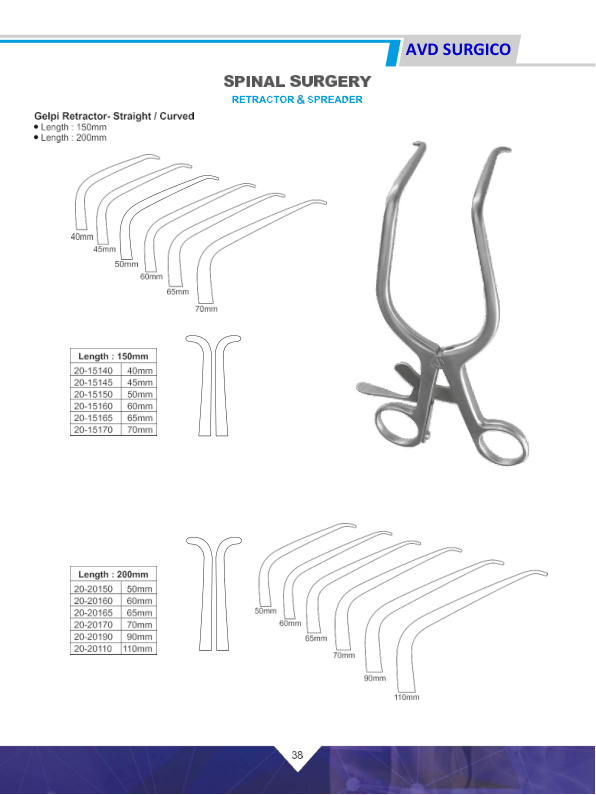 AVD SURGICO
SPINAL SURGERY
RETRACTOR & SPREADER
Gelpi Retractor- Straight / Curved
● Length : 150mm
● Length : 200mm
40mm
45mm
50mm
60mm
65mm
70mm
Length : 150mm
20-15140 40mm
20-15145 45mm
20-15150 50mm
20-15160 60mm
20-15165 65mm
20-15170 70mm
50mm
60mm
65mm
70mm
90mm
110mm
Length : 200mm
20-20150 50mm
20-20160 60mm
20-20165 65mm
20-20170 70mm
20-20190 90mm
20-20110 110mm
38